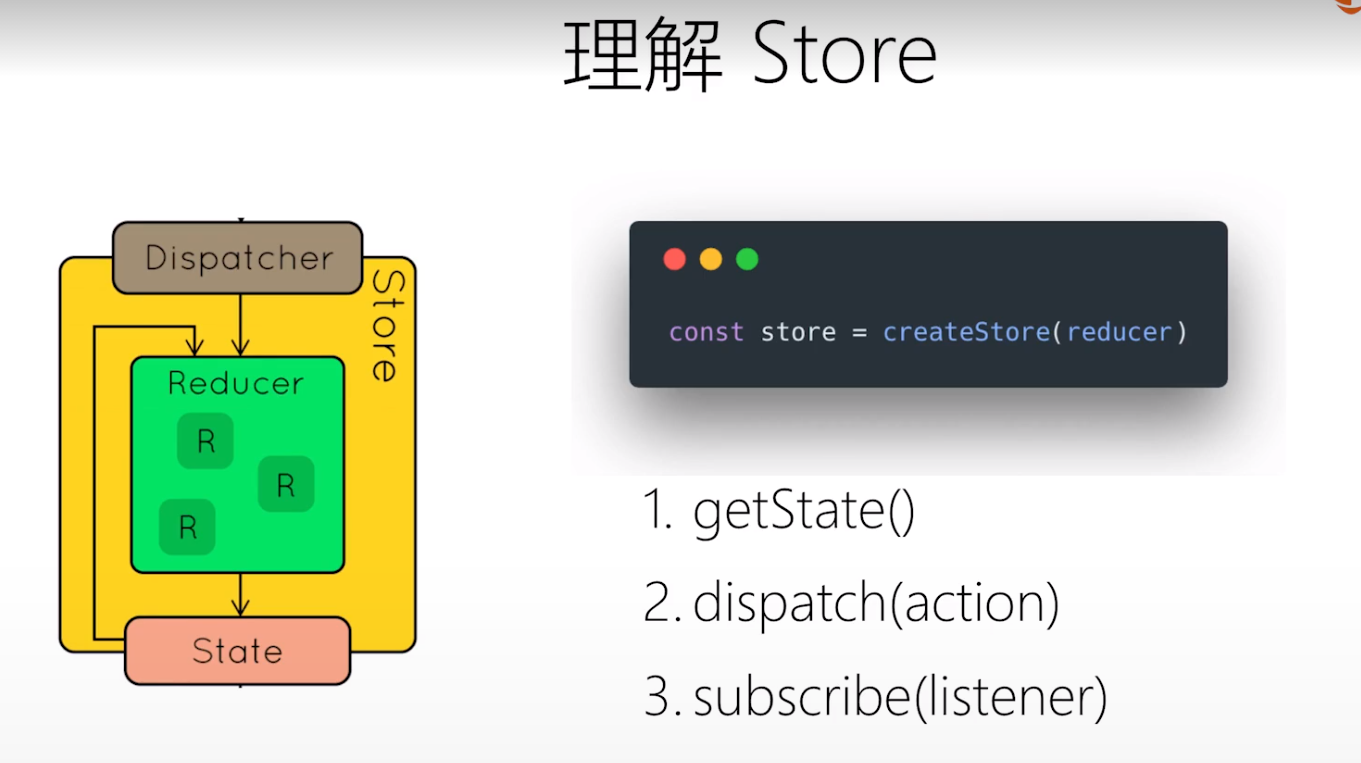 理解 Store
Dispatcher
Store
Reducer
R
R
R
State
const store = createStore(reducer)
1. getState()
2. dispatch(action)
3. subscribe(listener)